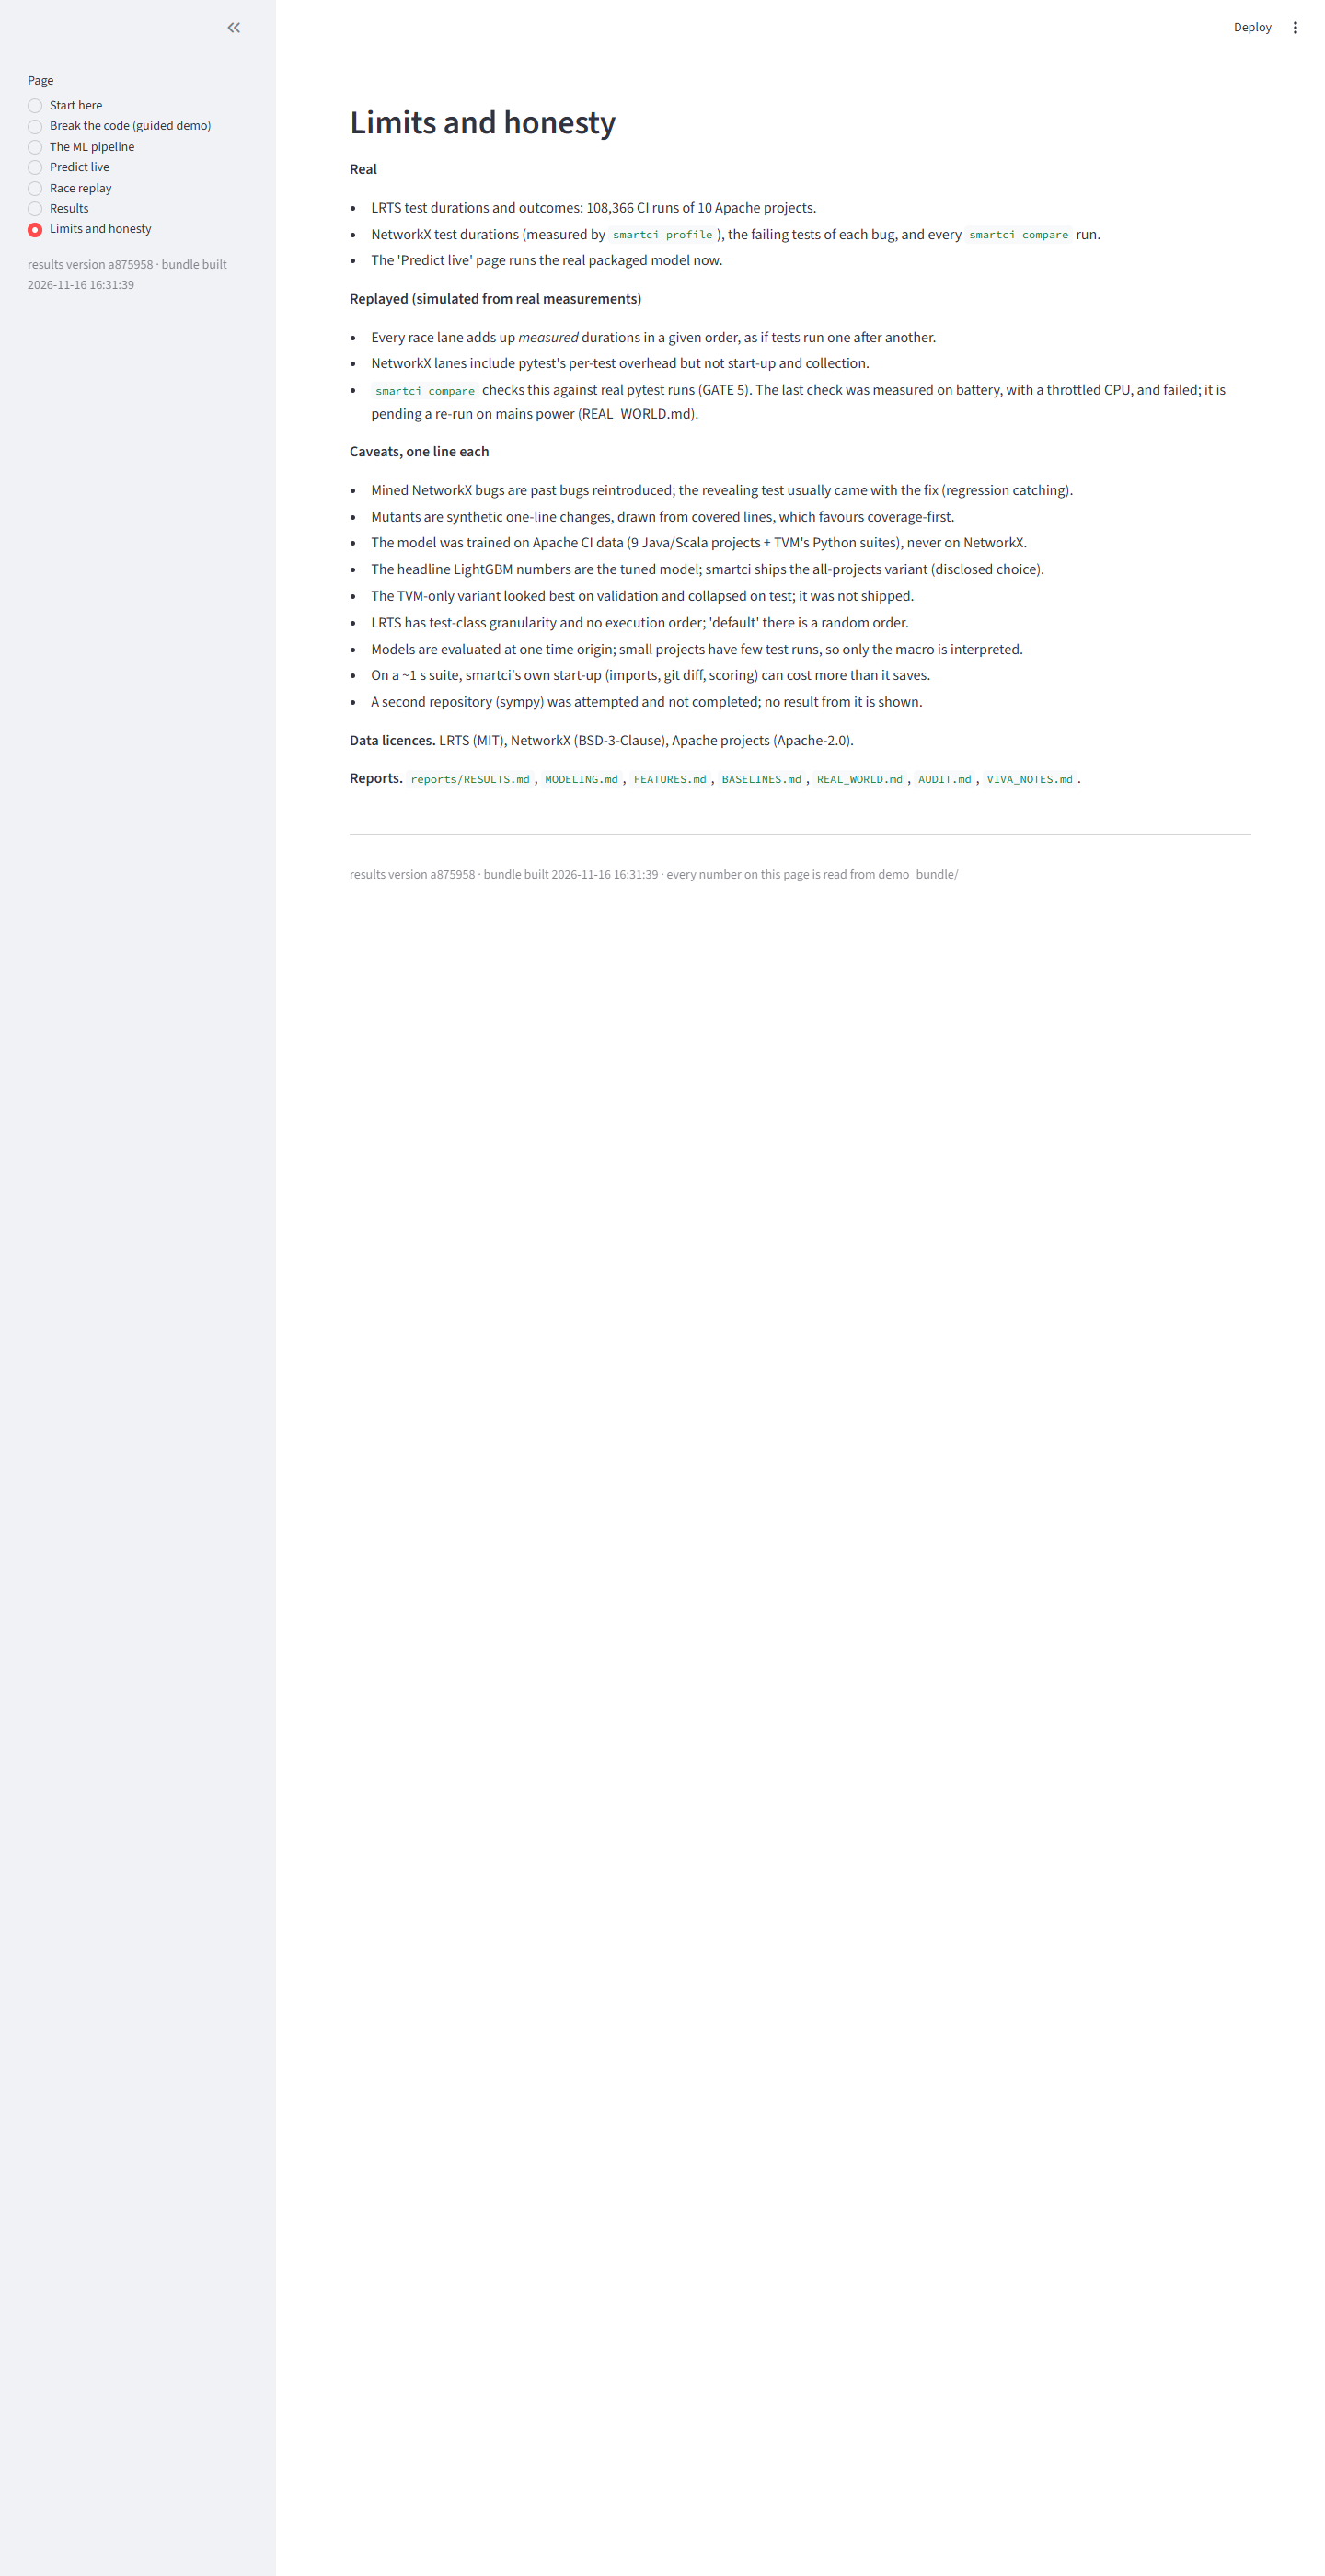 Deploy
Page
Start here
Break the code (guided demo)
The ML pipeline
Predict live
Race replay
Results
Limits and honesty
results version a875958 · bundle built
2026-11-16 16:31:39
Limits and honesty
Real
• LRTS test durations and outcomes: 108,366 CI runs of 10 Apache projects.
• NetworkX test durations (measured by smartci profile ), the failing tests of each bug, and every smartci compare run.
• The 'Predict live' page runs the real packaged model now.
Replayed (simulated from real measurements)
• Every race lane adds up measured durations in a given order, as if tests run one after another.
• NetworkX lanes include pytest's per-test overhead but not start-up and collection.
• smartci compare checks this against real pytest runs (GATE 5). The last check was measured on battery, with a throttled CPU, and failed; it is
pending a re-run on mains power (REAL_WORLD.md).
Caveats, one line each
• Mined NetworkX bugs are past bugs reintroduced; the revealing test usually came with the fix (regression catching).
• Mutants are synthetic one-line changes, drawn from covered lines, which favours coverage-first.
• The model was trained on Apache CI data (9 Java/Scala projects + TVM's Python suites), never on NetworkX.
• The headline LightGBM numbers are the tuned model; smartci ships the all-projects variant (disclosed choice).
• The TVM-only variant looked best on validation and collapsed on test; it was not shipped.
• LRTS has test-class granularity and no execution order; 'default' there is a random order.
• Models are evaluated at one time origin; small projects have few test runs, so only the macro is interpreted.
• On a ~1 s suite, smartci's own start-up (imports, git diff, scoring) can cost more than it saves.
• A second repository (sympy) was attempted and not completed; no result from it is shown.
Data licences. LRTS (MIT), NetworkX (BSD-3-Clause), Apache projects (Apache-2.0).
Reports. reports/RESULTS.md , MODELING.md , FEATURES.md , BASELINES.md , REAL_WORLD.md , AUDIT.md , VIVA_NOTES.md .
results version a875958 · bundle built 2026-11-16 16:31:39 · every number on this page is read from demo_bundle/